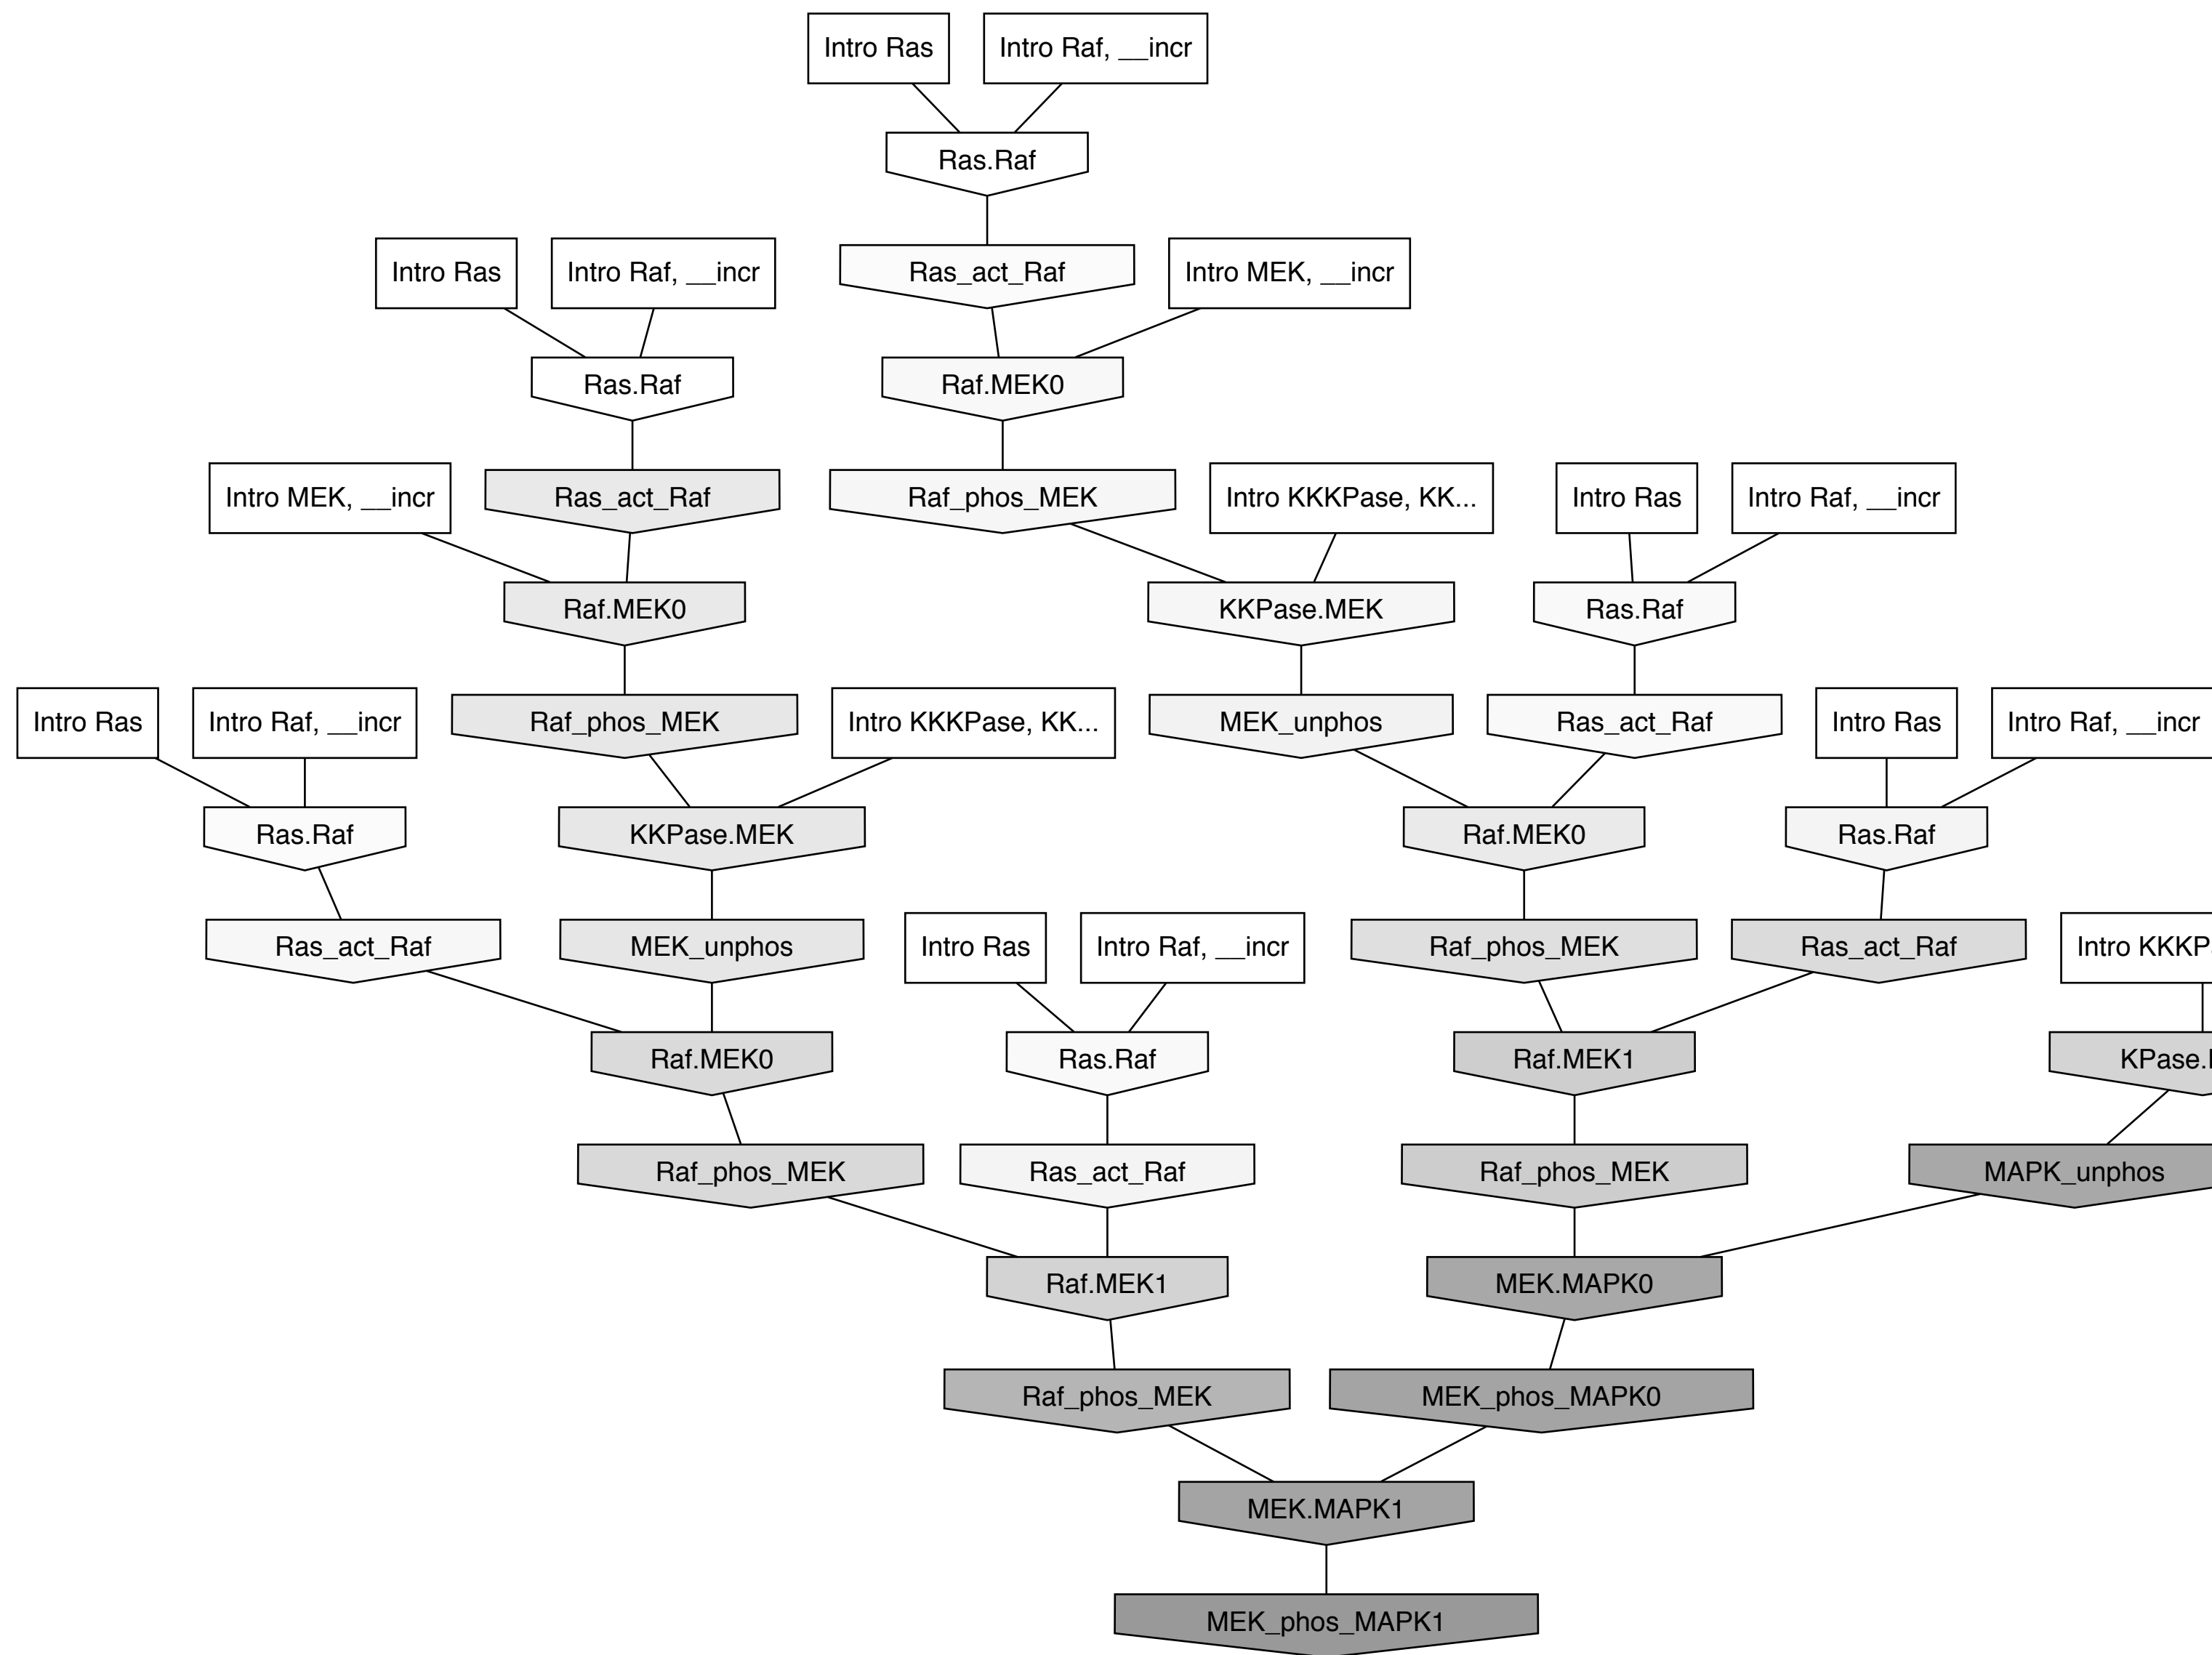 Intro Ras
Intro Raf, __incr
Ras.Raf
Intro Ras
Intro Raf, __incr
Ras_act_Raf
Intro MEK, __incr
Ras.Raf
Raf.MEK0
Intro MEK, __incr
Ras_act_Raf
Raf_phos_MEK
Intro KKKPase, KK...
Intro Ras
Intro Raf, __incr
Raf.MEK0
KKPase.MEK
Ras.Raf
Intro Ras
Intro Raf, __incr
Raf_phos_MEK
Intro KKKPase, KK...
MEK_unphos
Ras_act_Raf
Intro Ras
Intro Raf, __incr
Ras.Raf
KKPase.MEK
Raf.MEK0
Ras.Raf
Ras_act_Raf
MEK_unphos
Intro Ras
Intro Raf, __incr
Raf_phos_MEK
Ras_act_Raf
Intro KKKP
Raf.MEK0
Ras.Raf
Raf.MEK1
KPase.
Raf_phos_MEK
Ras_act_Raf
Raf_phos_MEK
MAPK_unphos
Raf.MEK1
MEK.MAPK0
Raf_phos_MEK
MEK_phos_MAPK0
MEK.MAPK1
MEK_phos_MAPK1